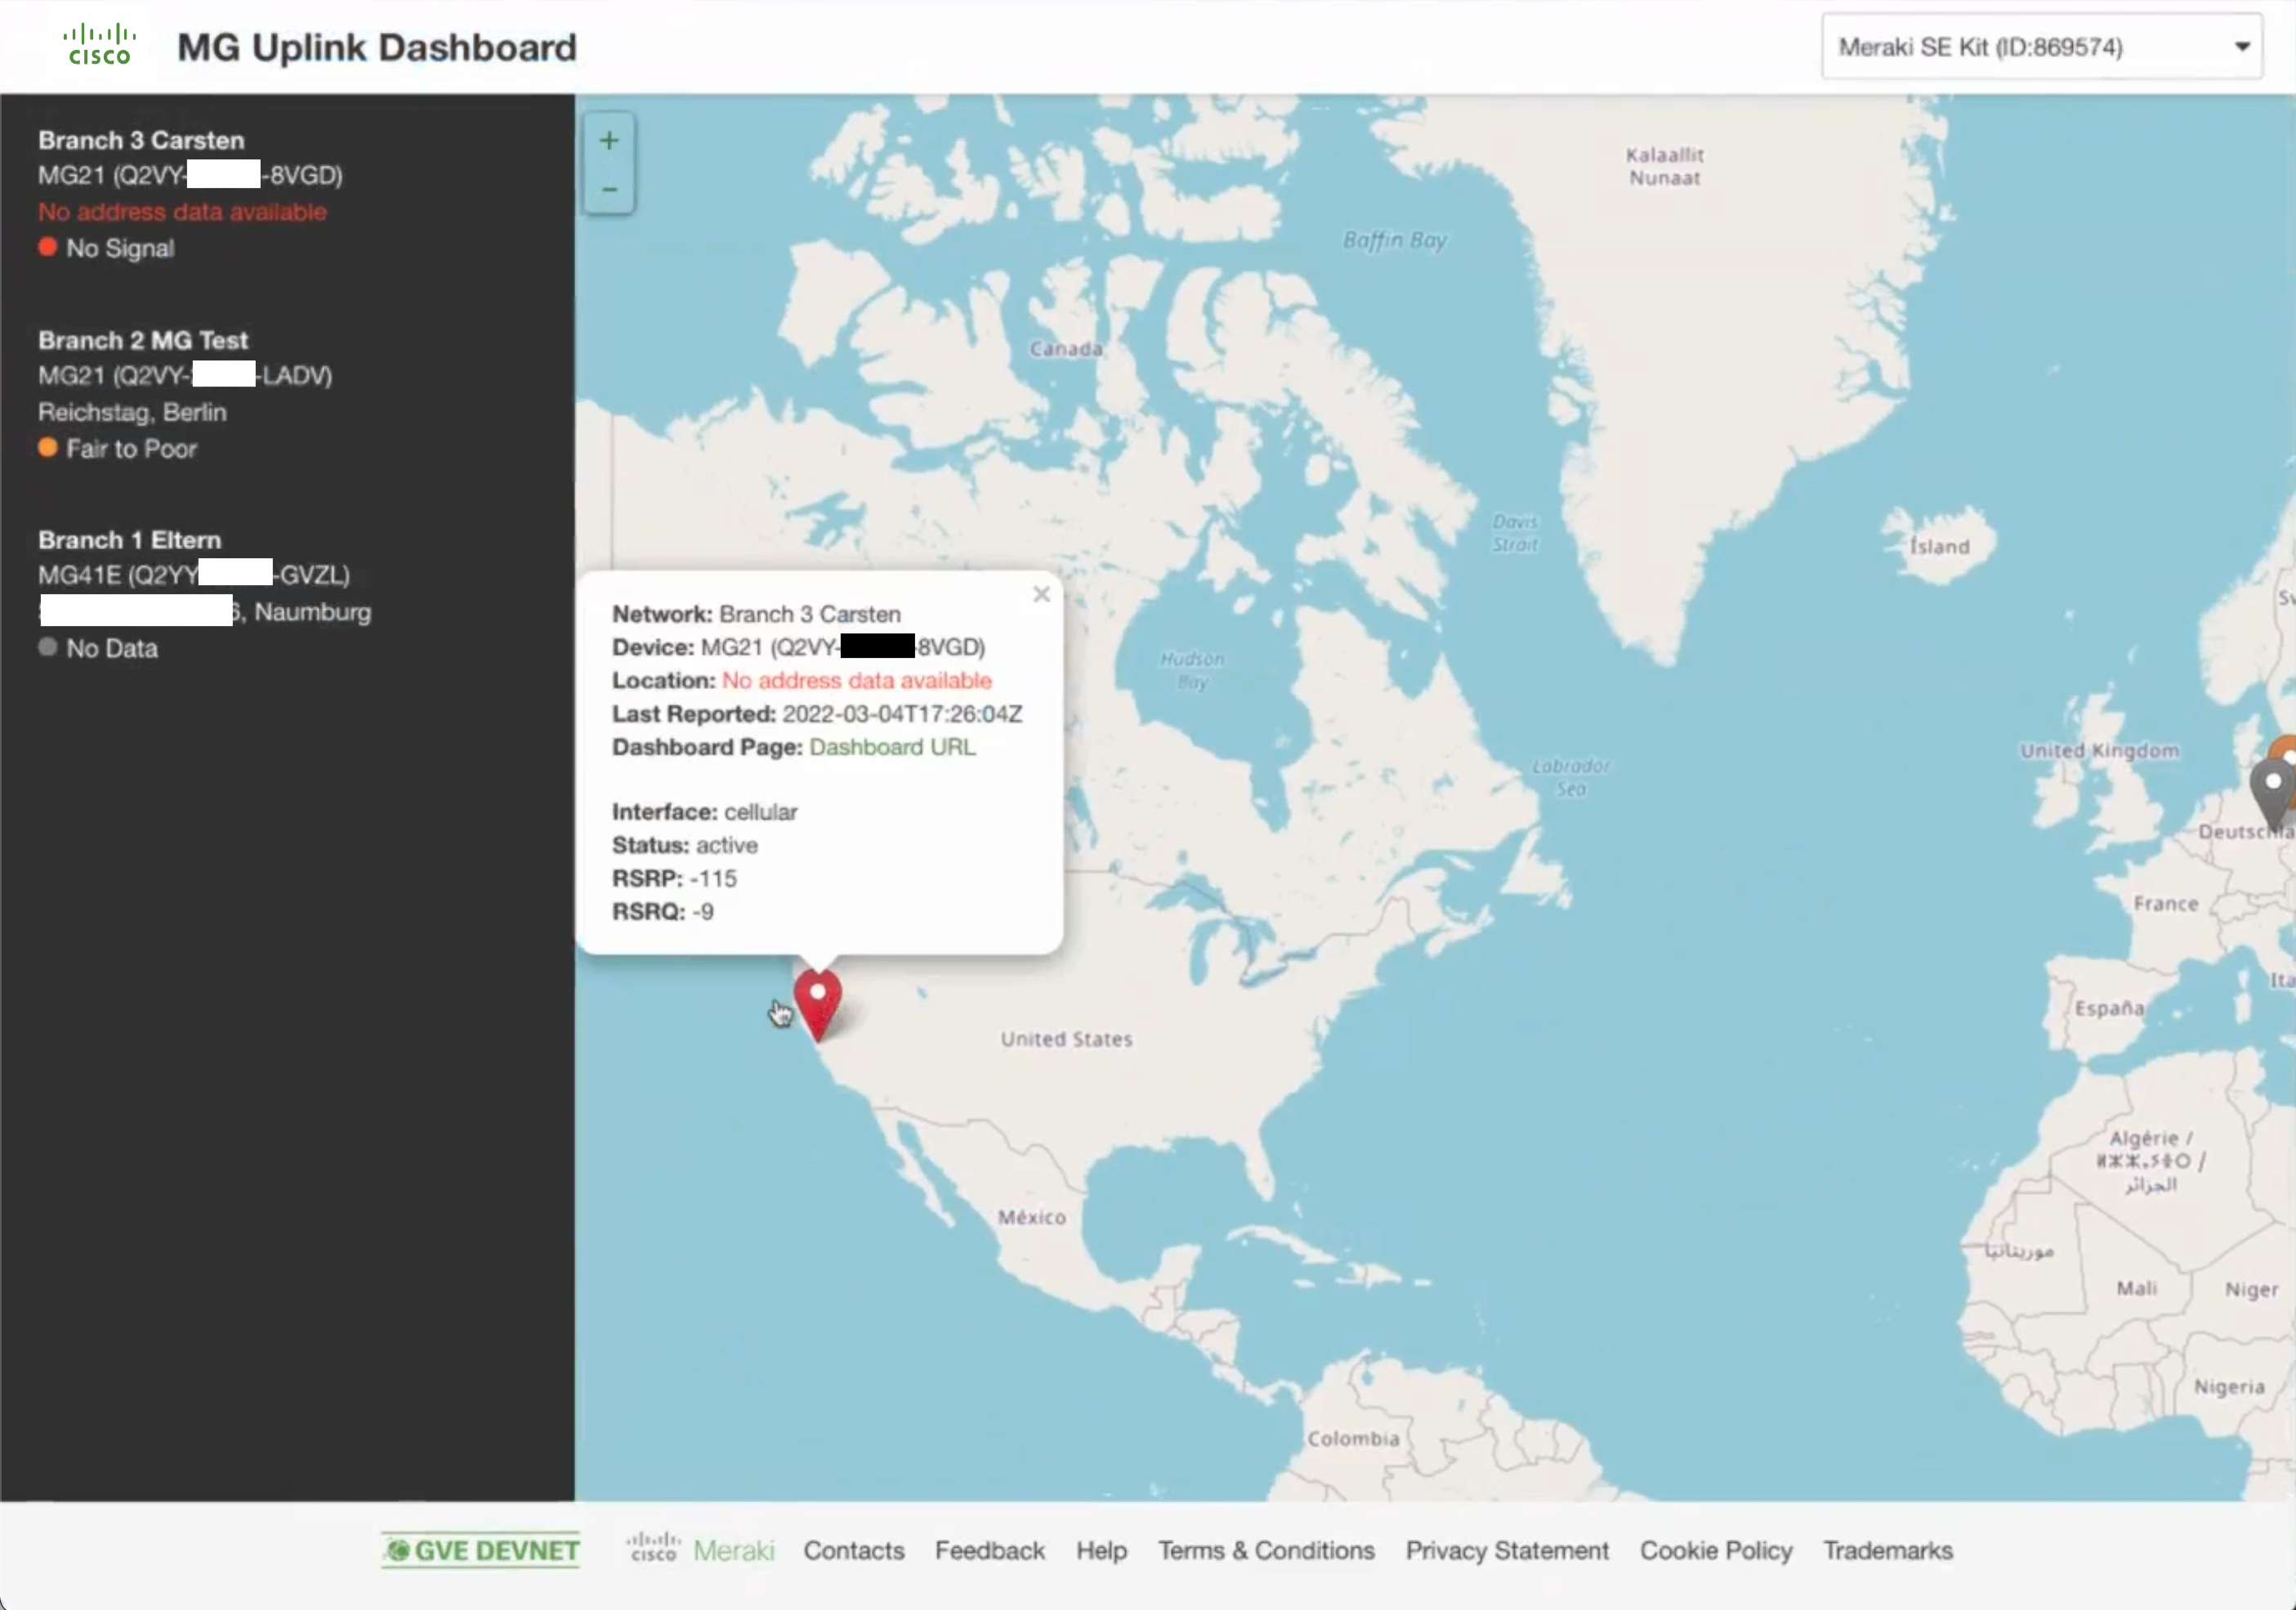 CISCO
MG Uplink Dashboard
Meraki SE Kit (ID:869574)
Branch 3 Carsten
MG21 (Q2VY- -8VGD)
No address data available
No Signal
Branch 2 MG Test
MG21 (Q2VY- -LADV)
Reichstag, Berlin
Fair to Poor
Branch 1 Eltern
MG41E (Q2YY -GVZL)
, Naumburg
No Data
+
−
Kalaallit
Nunaat
Baffin Bay
Canada
Davis
Strait
Ísland
Hudson
Bay
Labrador
Sea
United Kingdom
Deutschla
France
España
Ita
United States
México
Algérie /
ⵍⵣⵣⴰⵢⴻⵔ /
الجزائر
موريتانيا
Mali
Niger
Nigeria
Colombia
×
Network: Branch 3 Carsten
Device: MG21 (Q2VY- -8VGD)
Location: No address data available
Last Reported: 2022-03-04T17:26:04Z
Dashboard Page: Dashboard URL
Interface: cellular
Status: active
RSRP: -115
RSRQ: -9
GVE DEVNET
CISCO Meraki
Contacts
Feedback
Help
Terms & Conditions
Privacy Statement
Cookie Policy
Trademarks